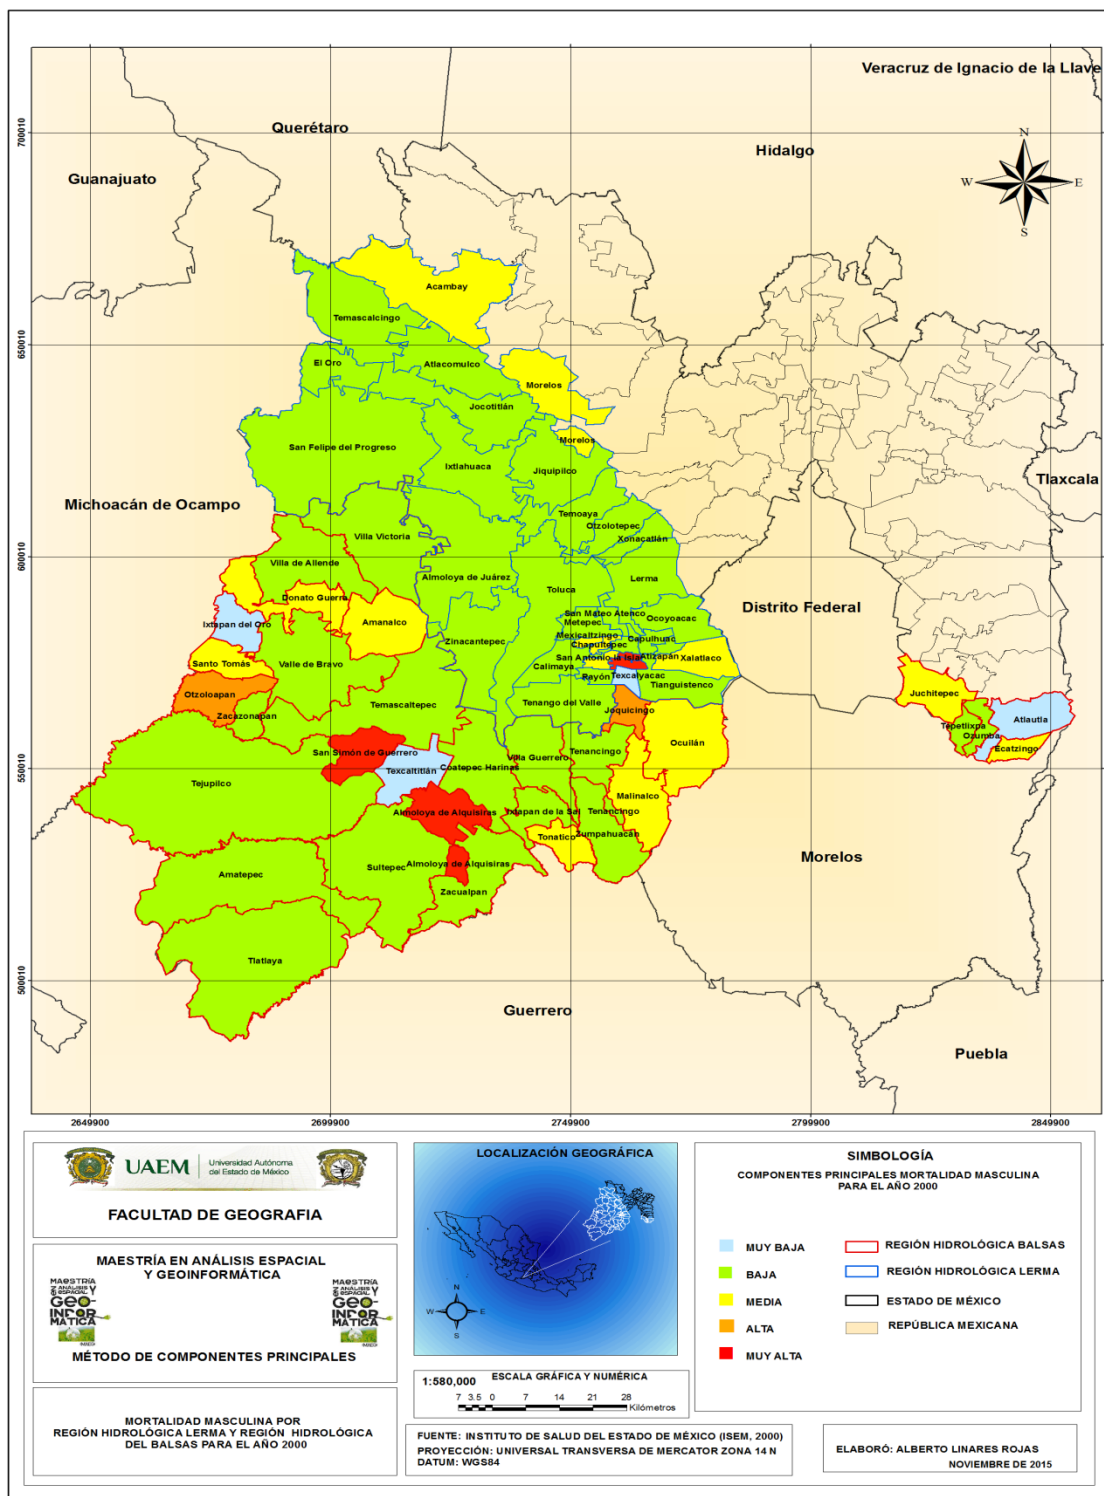 Veracruz de Ignacio de la Llave
Querétaro
Hidalgo
Guanajuato
N
W
E
S
Acambay
Temascalcingo
El Oro
Atlacomulco
Morelos
Jocotitlán
Morelos
San Felipe del Progreso
Ixtlahuaca
Jiquipilco
Tlaxcala
Michoacán de Ocampo
Temoaya
Otzolotepec
Villa Victoria
Xonacatlán
Villa de Allende
Almoloya de Juárez
Lerma
Toluca
Donato Guerra
Distrito Federal
San Mateo Atenco
Metepec
Ocoyoacac
Ixtapan del Oro
Amanalco
Mexicaltzingo
Capulhuac
Zinacantepec
Chapultepec
San Antonio la Isla
Atizapán
Xalatlaco
Santo Tomás
Valle de Bravo
Calimaya
Rayón
Texcalyacac
Tianguistenco
Juchitepec
Otzoloapan
Tenango del Valle
Joquicingo
Zacazonapan
Temascaltepec
Atlautla
Tepetlixpa
Ozumba
Ecatzingo
San Simón de Guerrero
Tenancingo
Ocuilán
Villa Guerrero
Coatepec Harinas
Texcaltitlán
Tejupilco
Malinalco
Almoloya de Alquisiras
Ixtapan de la Sal
Tenancingo
Tonatico
Zumpahuacán
Morelos
Amatepec
Sultepec
Almoloya de Alquisiras
Zacualpan
Tlatlaya
Guerrero
Puebla
700010
650010
600010
550010
500010
2649900
2699900
2749900
2799900
2849900
UAEM
Universidad Autónoma
del Estado de México
FACULTAD DE GEOGRAFIA
MAESTRÍA EN ANÁLISIS ESPACIAL
Y GEOINFORMÁTICA
MÉTODO DE COMPONENTES PRINCIPALES
MORTALIDAD MASCULINA POR
REGIÓN HIDROLÓGICA LERMA Y REGIÓN HIDROLÓGICA
DEL BALSAS PARA EL AÑO 2000
LOCALIZACIÓN GEOGRÁFICA
N
W
E
S
ESCALA GRÁFICA Y NUMÉRICA
1:580,000
7 3.5 0 7 14 21 28
Kilómetros
FUENTE: INSTITUTO DE SALUD DEL ESTADO DE MÉXICO (ISEM, 2000)
PROYECCIÓN: UNIVERSAL TRANSVERSA DE MERCATOR ZONA 14 N
DATUM: WGS84
SIMBOLOGÍA
COMPONENTES PRINCIPALES MORTALIDAD MASCULINA
PARA EL AÑO 2000
MUY BAJA
BAJA
MEDIA
ALTA
MUY ALTA
REGIÓN HIDROLÓGICA BALSAS
REGIÓN HIDROLÓGICA LERMA
ESTADO DE MÉXICO
REPÚBLICA MEXICANA
ELABORÓ: ALBERTO LINARES ROJAS
NOVIEMBRE DE 2015